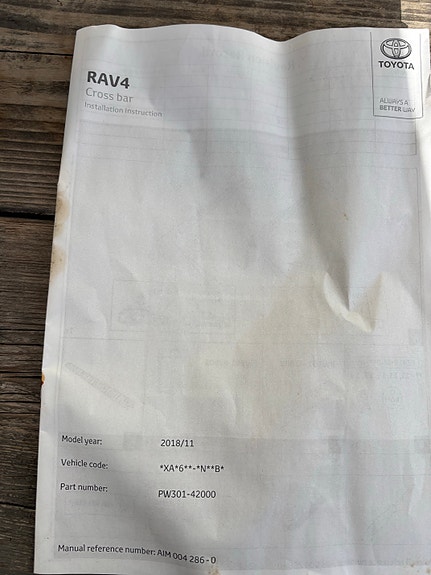 RAV4
Cross bar
Installation Instruction
TOYOTA
ALWAYS A
BETTER WAY
Model year: 2018/11
Vehicle code: *XA*6**-*N**B*
Part number: PW301-42000
Manual reference number: AIM 004 286-0